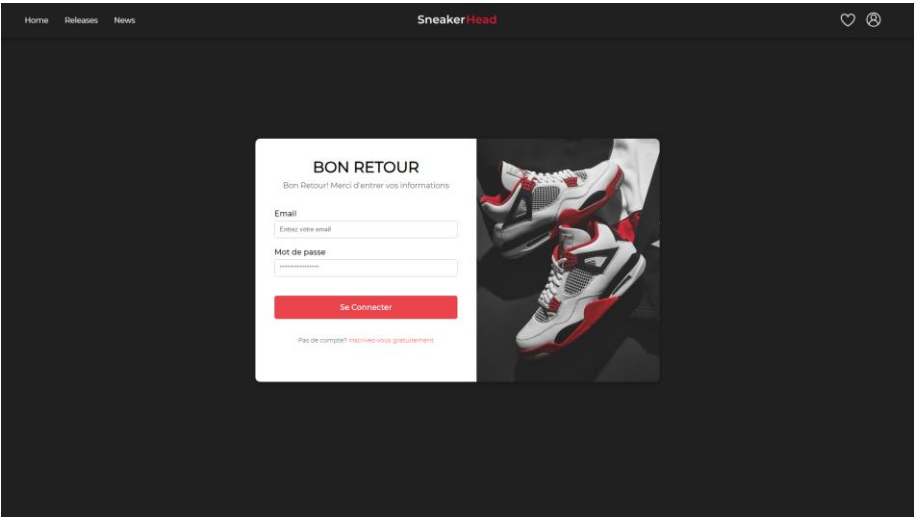 Home Releases News SneakerHead
BON RETOUR
Bon Retour! Merci d'entrer vos informations
Email
Entrez votre email
Mot de passe
****************
Se Connecter
Pas de compte? Inscrivez-vous gratuitement